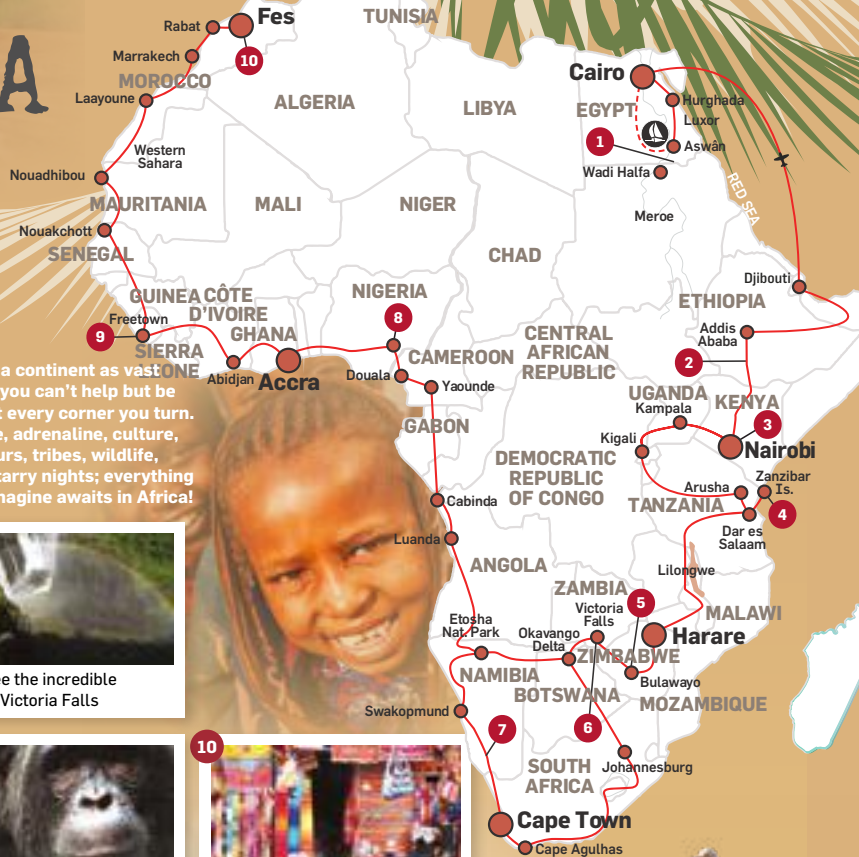 A
Fes
TUNISIA
Rabat
10
Marrakech
MOROCCO
Laayoune
ALGERIA
LIBYA
Cairo
EGYPT
Hurghada
Luxor
1
Aswân
Wadi Halfa
Western
Sahara
Nouadhibou
MAURITANIA
MALI
NIGER
Meroe
RED SEA
Nouakchott
SENEGAL
CHAD
Djibouti
GUINEA
CÔTE
D'IVOIRE
NIGERIA
ETHIOPIA
Freetown
9
GHANA
8
Addis
Ababa
SIERRA
LEONE
Abidjan
Accra
CAMEROON
Douala
Yaounde
CENTRAL
AFRICAN
REPUBLIC
2
UGANDA
Kampala
KENYA
3
Nairobi
a continent as vast
you can't help but be
t every corner you turn.
e, adrenaline, culture,
urs, tribes, wildlife,
tarry nights; everything
magine awaits in Africa!
GABON
Kigali
DEMOCRATIC
REPUBLIC
OF CONGO
Arusha
Zanzibar
Is.
TANZANIA
4
Cabinda
Dar es
Salaam
Luanda
ANGOLA
Lilongwe
ZAMBIA
5
Victoria
Falls
MALAWI
Etosha
Nat. Park
Okavango
Delta
Harare
ZIMBABWE
NAMIBIA
Bulawayo
BOTSWANA
MOZAMBIQUE
ee the incredible
Victoria Falls
Swakopmund
7
6
10
SOUTH
AFRICA
Johannesburg
Cape Town
Cape Agulhas